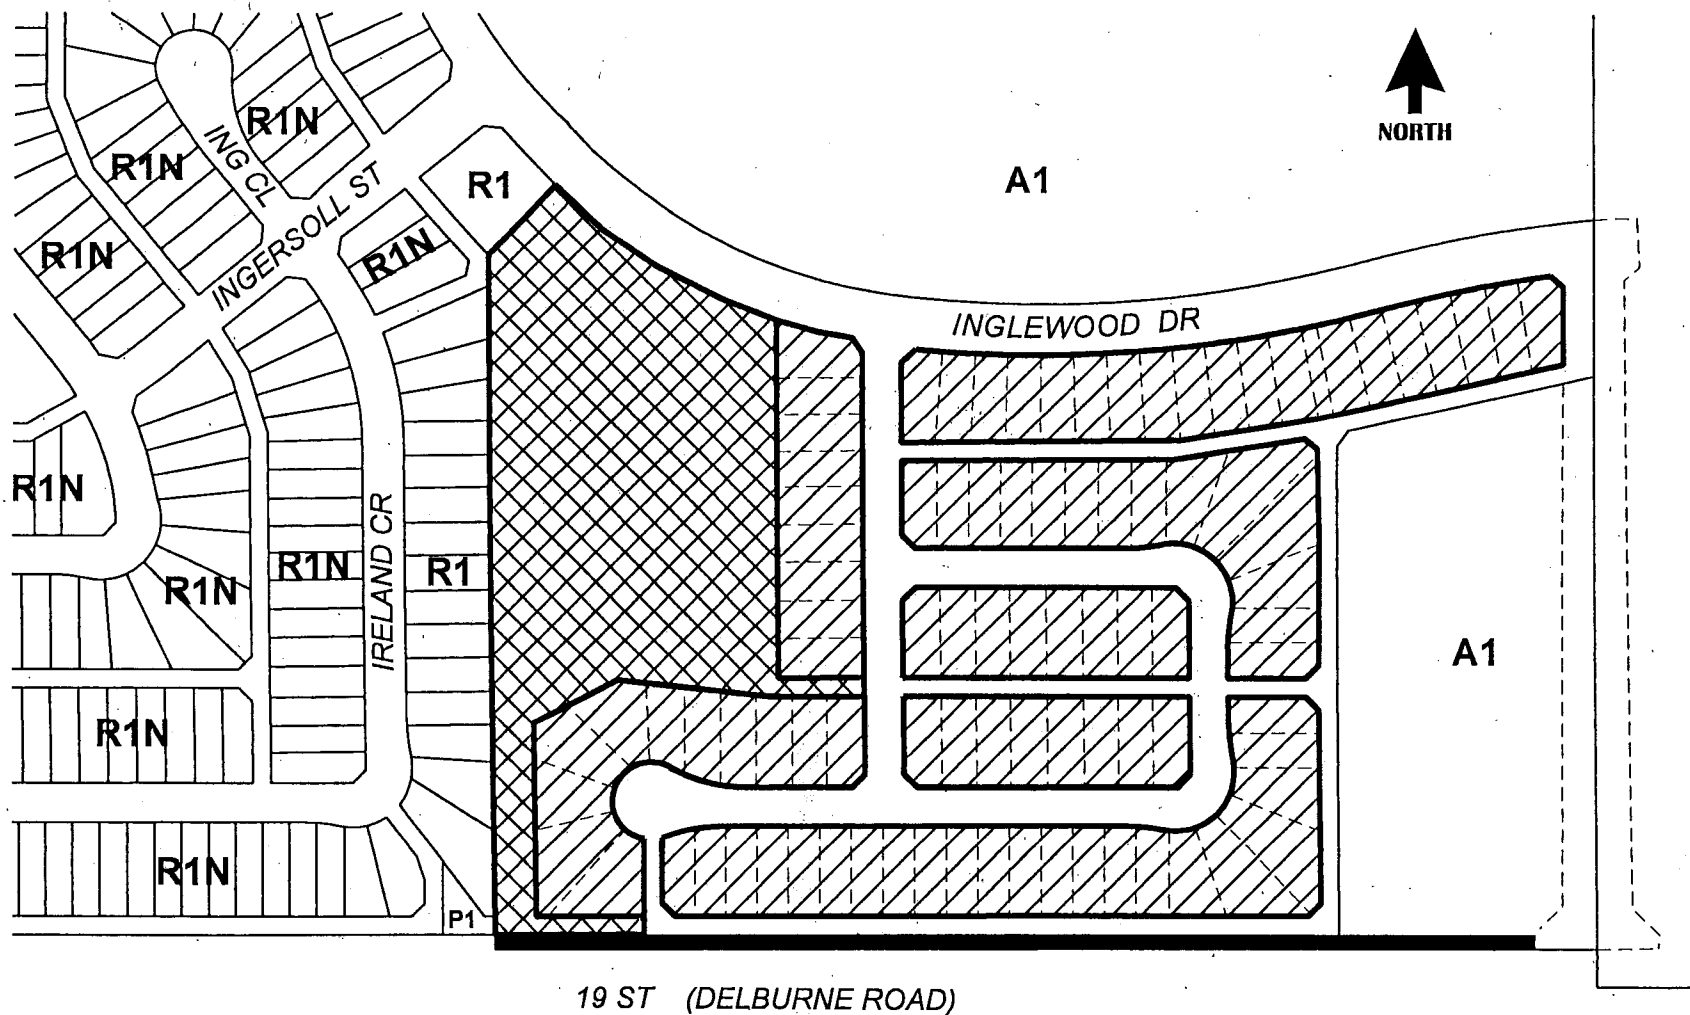 R1N
ING CL
R1N
NORTH
R1
A1
INGERSOLL ST
R1N
R1N
INGLEWOOD DR
R1N
R1N
R1
R1N
IRELAND CR
A1
R1N
R1N
P1
19 ST (DELBURNE ROAD)